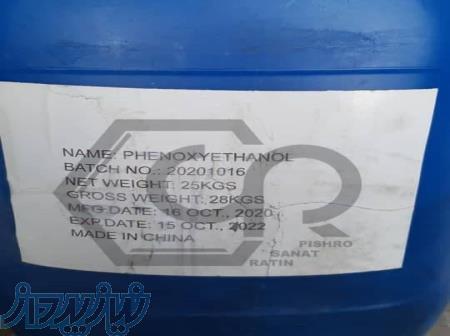 NAME: PHENOXYETHANOL
BATCH NO.: 20201016
NET WEIGHT: 25KGS
GROSS WEIGHT: 28KGS
MFG DATE: 16 OCT., 2020
EXP DATE: 15 OCT., 2022
MADE IN CHINA
PISHRO
SANAT
RATIN
نیازپرداز